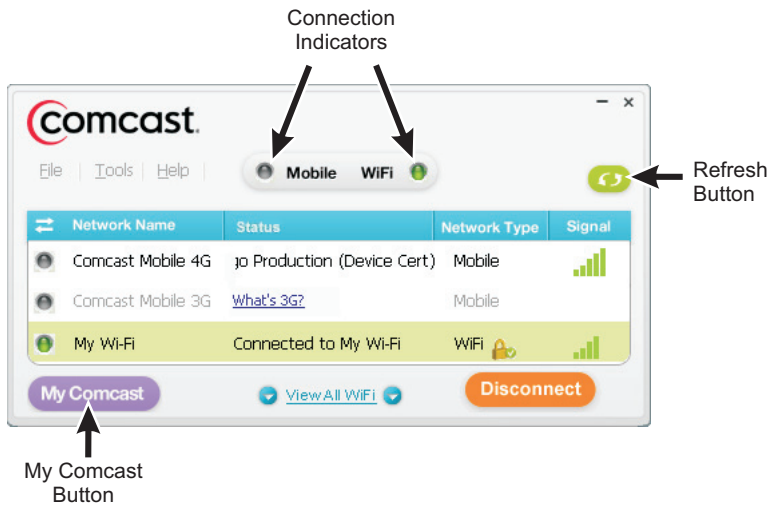 Connection
Indicators
comcast.
File Tools Help
Mobile WiFi
Refresh
Button
Network Name Status Network Type Signal
Comcast Mobile 4G go Production (Device Cert) Mobile
Comcast Mobile 3G What's 3G? Mobile
My Wi-Fi Connected to My Wi-Fi WiFi
My Comcast View All WiFi Disconnect
My Comcast
Button